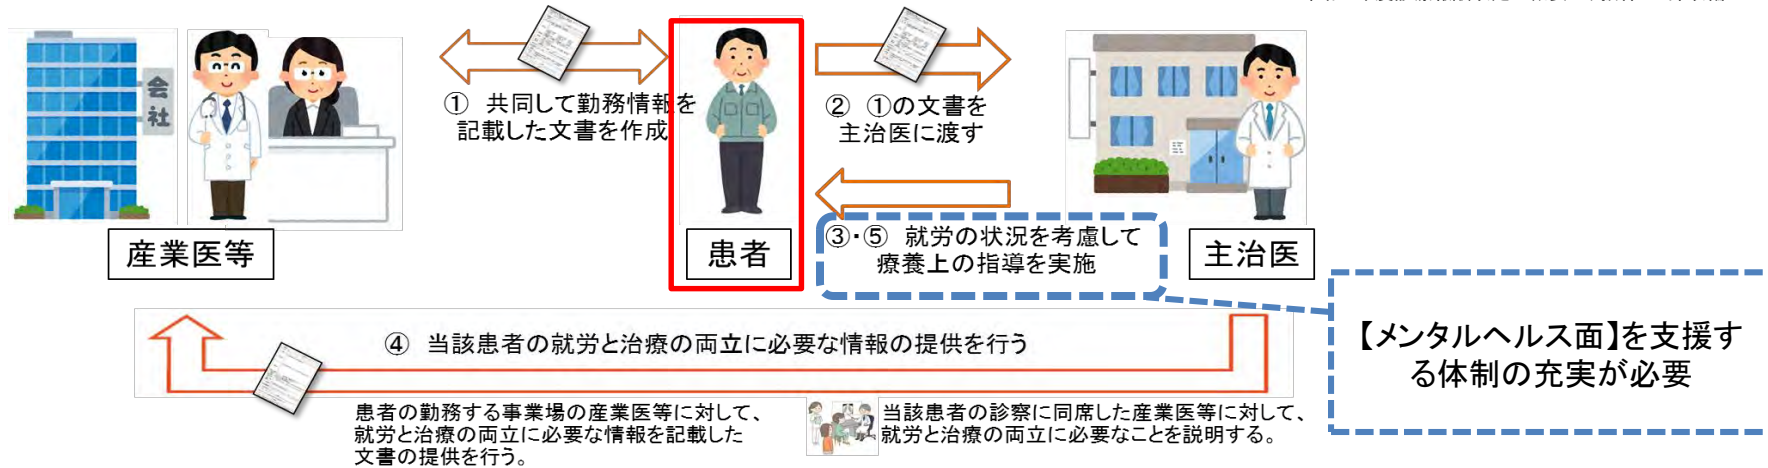 会社
① 共同して勤務情報を
記載した文書を作成
② ①の文書を
主治医に渡す
③・⑤ 就労の状況を考慮して
療養上の指導を実施
産業医等
患者
主治医
④ 当該患者の就労と治療の両立に必要な情報の提供を行う
患者の勤務する事業場の産業医等に対して、
就労と治療の両立に必要な情報を記載した
文書の提供を行う。
当該患者の診察に同席した産業医等に対して、
就労と治療の両立に必要なことを説明する。
【メンタルヘルス面】を支援す
る体制の充実が必要